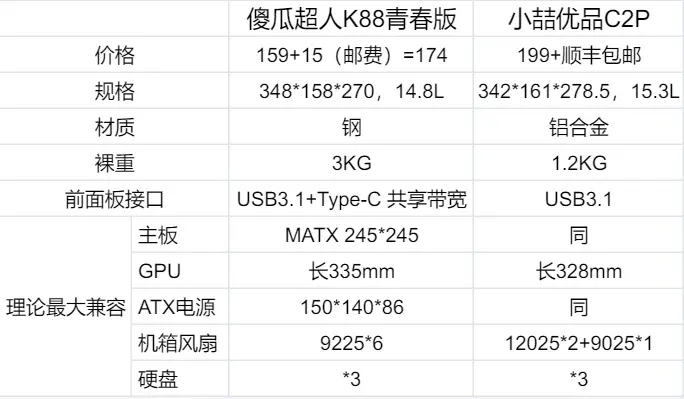 傻瓜超人K88青春版 小喆优品C2P
价格 159+15（邮费）=174 199+顺丰包邮
规格 348*158*270，14.8L 342*161*278.5，15.3L
材质 钢 铝合金
裸重 3KG 1.2KG
前面板接口 USB3.1+Type-C 共享带宽 USB3.1
理论最大兼容 主板 MATX 245*245 同
GPU 长335mm 长328mm
ATX电源 150*140*86 同
机箱风扇 9225*6 12025*2+9025*1
硬盘 *3 *3